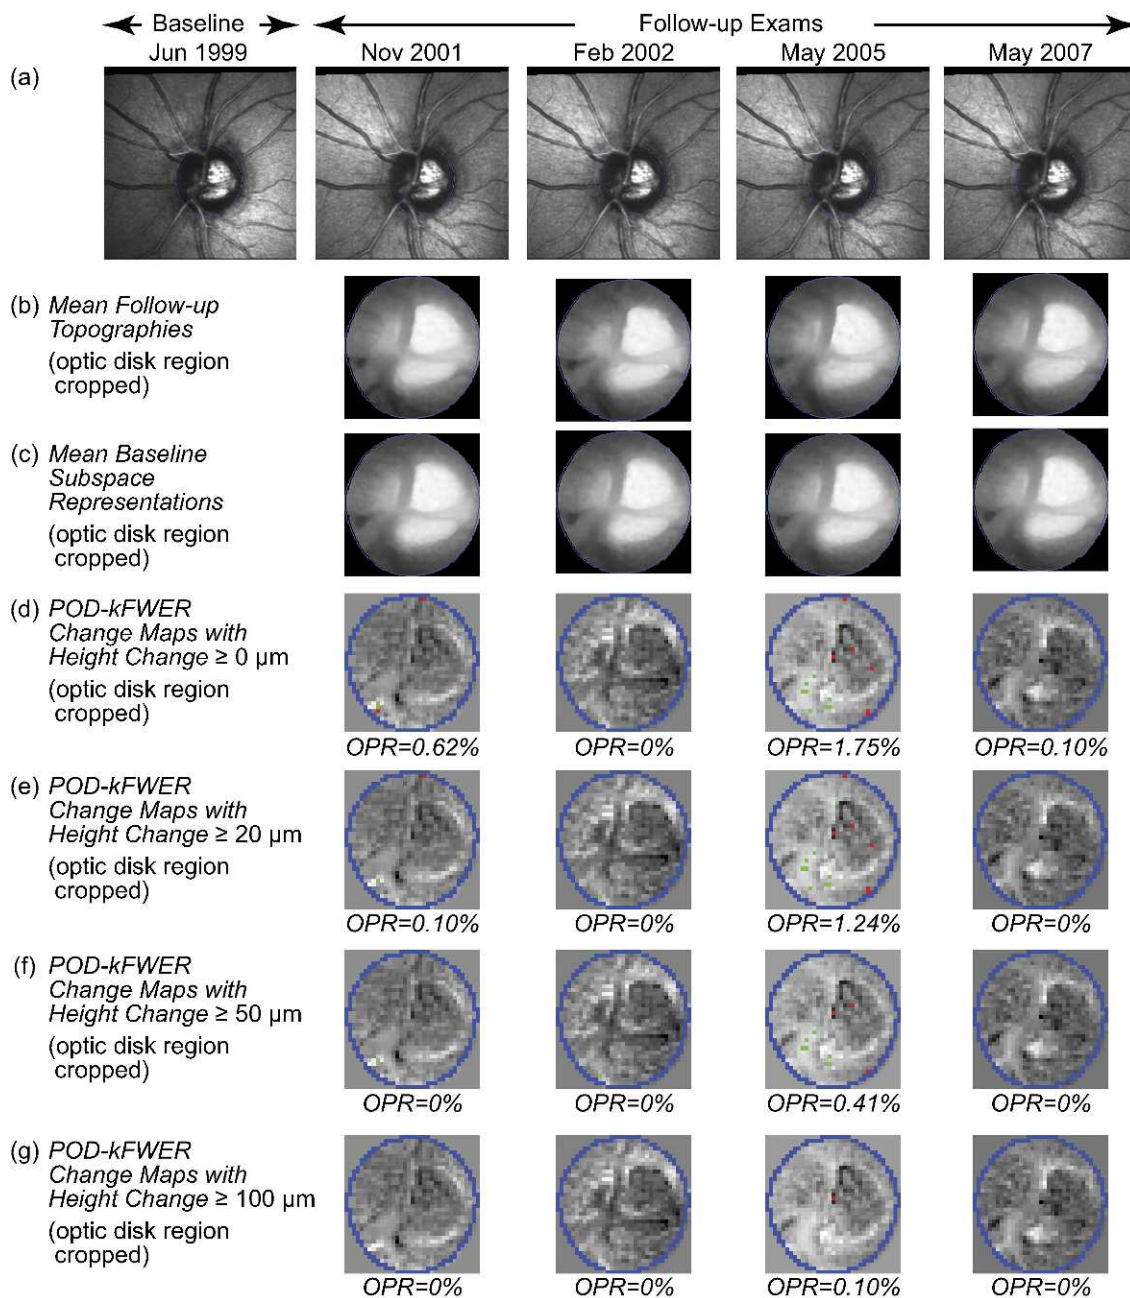 Baseline Follow-up Exams
Jun 1999 Nov 2001 Feb 2002 May 2005 May 2007
(a)
(b) Mean Follow-up
Topographies
(optic disk region
cropped)
(c) Mean Baseline
Subspace
Representations
(optic disk region
cropped)
(d) POD-kFWER
Change Maps with
Height Change ≥ 0 µm
(optic disk region
cropped)
OPR=0.62% OPR=0% OPR=1.75% OPR=0.10%
(e) POD-kFWER
Change Maps with
Height Change ≥ 20 µm
(optic disk region
cropped)
OPR=0.10% OPR=0% OPR=1.24% OPR=0%
(f) POD-kFWER
Change Maps with
Height Change ≥ 50 µm
(optic disk region
cropped)
OPR=0% OPR=0% OPR=0.41% OPR=0%
(g) POD-kFWER
Change Maps with
Height Change ≥ 100 µm
(optic disk region
cropped)
OPR=0% OPR=0% OPR=0.10% OPR=0%